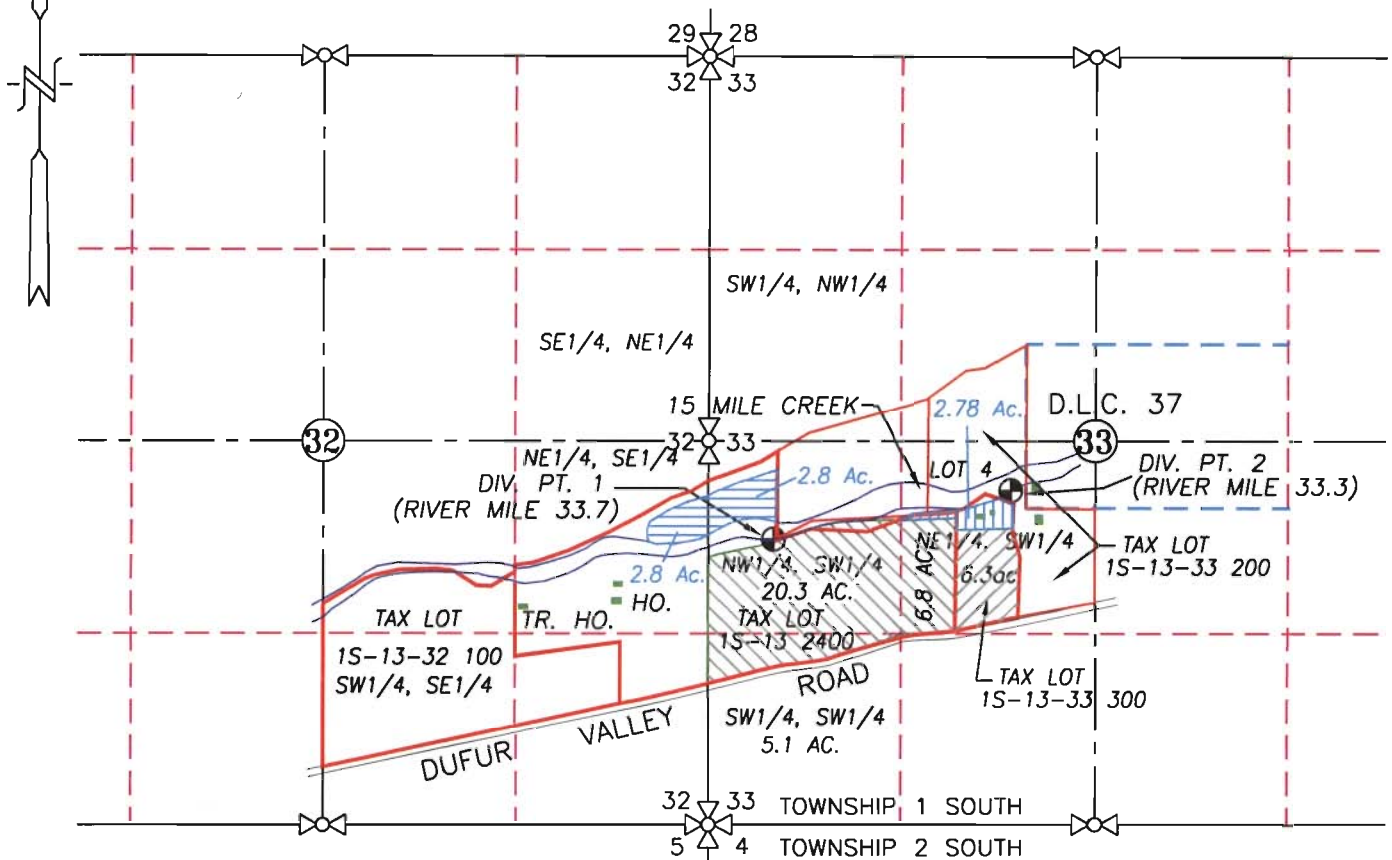 N
29 28
32 33
SW1/4, NW1/4
SE1/4, NE1/4
15 MILE CREEK
2.78 Ac.
D.L.C. 37
32
32 33
33
NE1/4, SE1/4
LOT 4
DIV. PT. 1
(RIVER MILE 33.7)
2.8 Ac.
DIV. PT. 2
(RIVER MILE 33.3)
NW1/4. SW1/4
20.3 AC.
NE1/4. SW1/4
2.8 Ac.
HO.
6.8 AC
6.3ac
TAX LOT
1S-13-33 200
TAX LOT
1S-13-32 100
SW1/4, SE1/4
TR. HO.
TAX LOT
1S-13 2400
TAX LOT
1S-13-33 300
DUFUR VALLEY ROAD
SW1/4, SW1/4
5.1 AC.
32 33 TOWNSHIP 1 SOUTH
5 4 TOWNSHIP 2 SOUTH